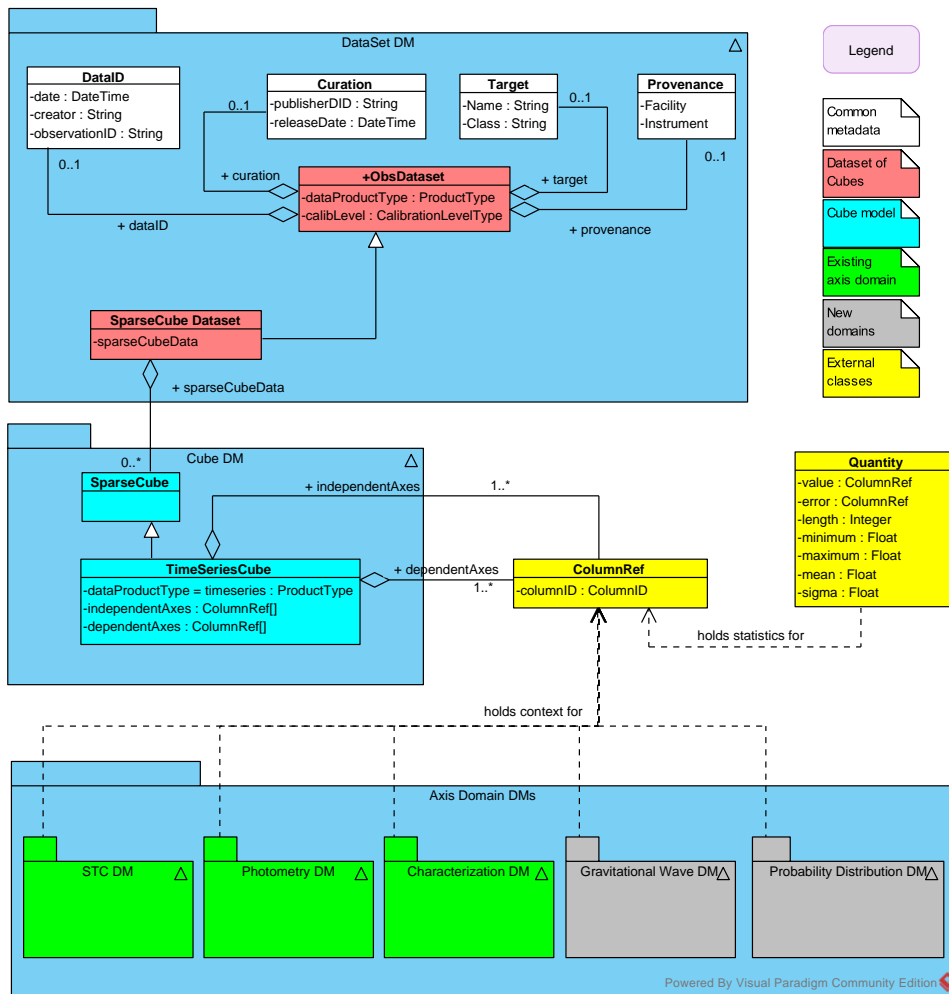 DataSet DM
DataID
-date : DateTime
-creator : String
-observationID : String
0..1
Curation
-publisherDID : String
-releaseDate : DateTime
0..1
Target
-Name : String
-Class : String
0..1
Provenance
-Facility
-Instrument
0..1
+ curation
+ObsDataset
-dataProductType : ProductType
-calibLevel : CalibrationLevelType
+ target
+ dataID
+ provenance
SparseCube Dataset
-sparseCubeData
+ sparseCubeData
Legend
Common
metadata
Dataset of
Cubes
Cube model
Existing
axis domain
New
domains
External
classes
Cube DM
0..*
SparseCube
+ independentAxes
1..*
TimeSeriesCube
-dataProductType = timeseries : ProductType
-independentAxes : ColumnRef[]
-dependentAxes : ColumnRef[]
+ dependentAxes
1..*
ColumnRef
-columnID : ColumnID
Quantity
-value : ColumnRef
-error : ColumnRef
-length : Integer
-minimum : Float
-maximum : Float
-mean : Float
-sigma : Float
holds statistics for
holds context for
Axis Domain DMs
STC DM
Photometry DM
Characterization DM
Gravitational Wave DM
Probability Distribution DM
Powered By Visual Paradigm Community Edition